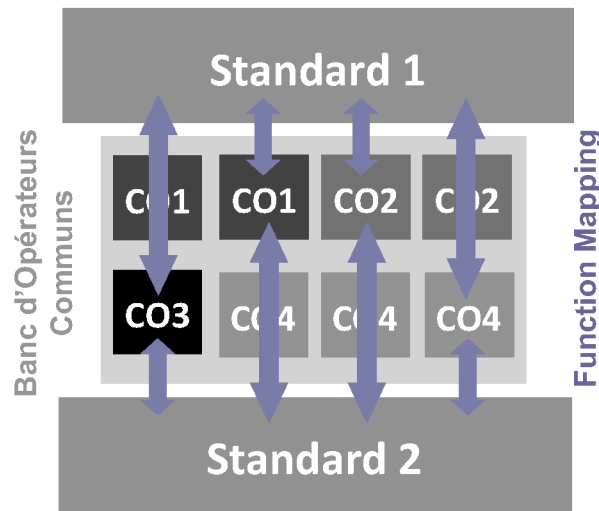 Standard 1
Banc d'Opérateurs
Communs
CO1
CO1
CO2
CO2
CO3
CO4
CO4
CO4
Function Mapping
Standard 2